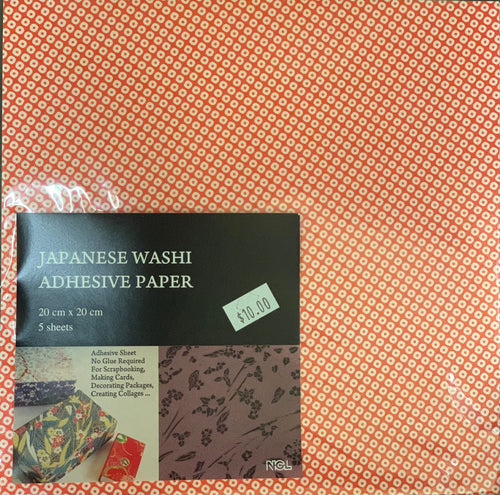 JAPANESE WASHI
ADHESIVE PAPER
20 cm x 20 cm
5 sheets
$10.00
Adhesive Sheet
No Glue Required
For Scrapbooking,
Making Cards,
Decorating Packages,
Creating Collages ...